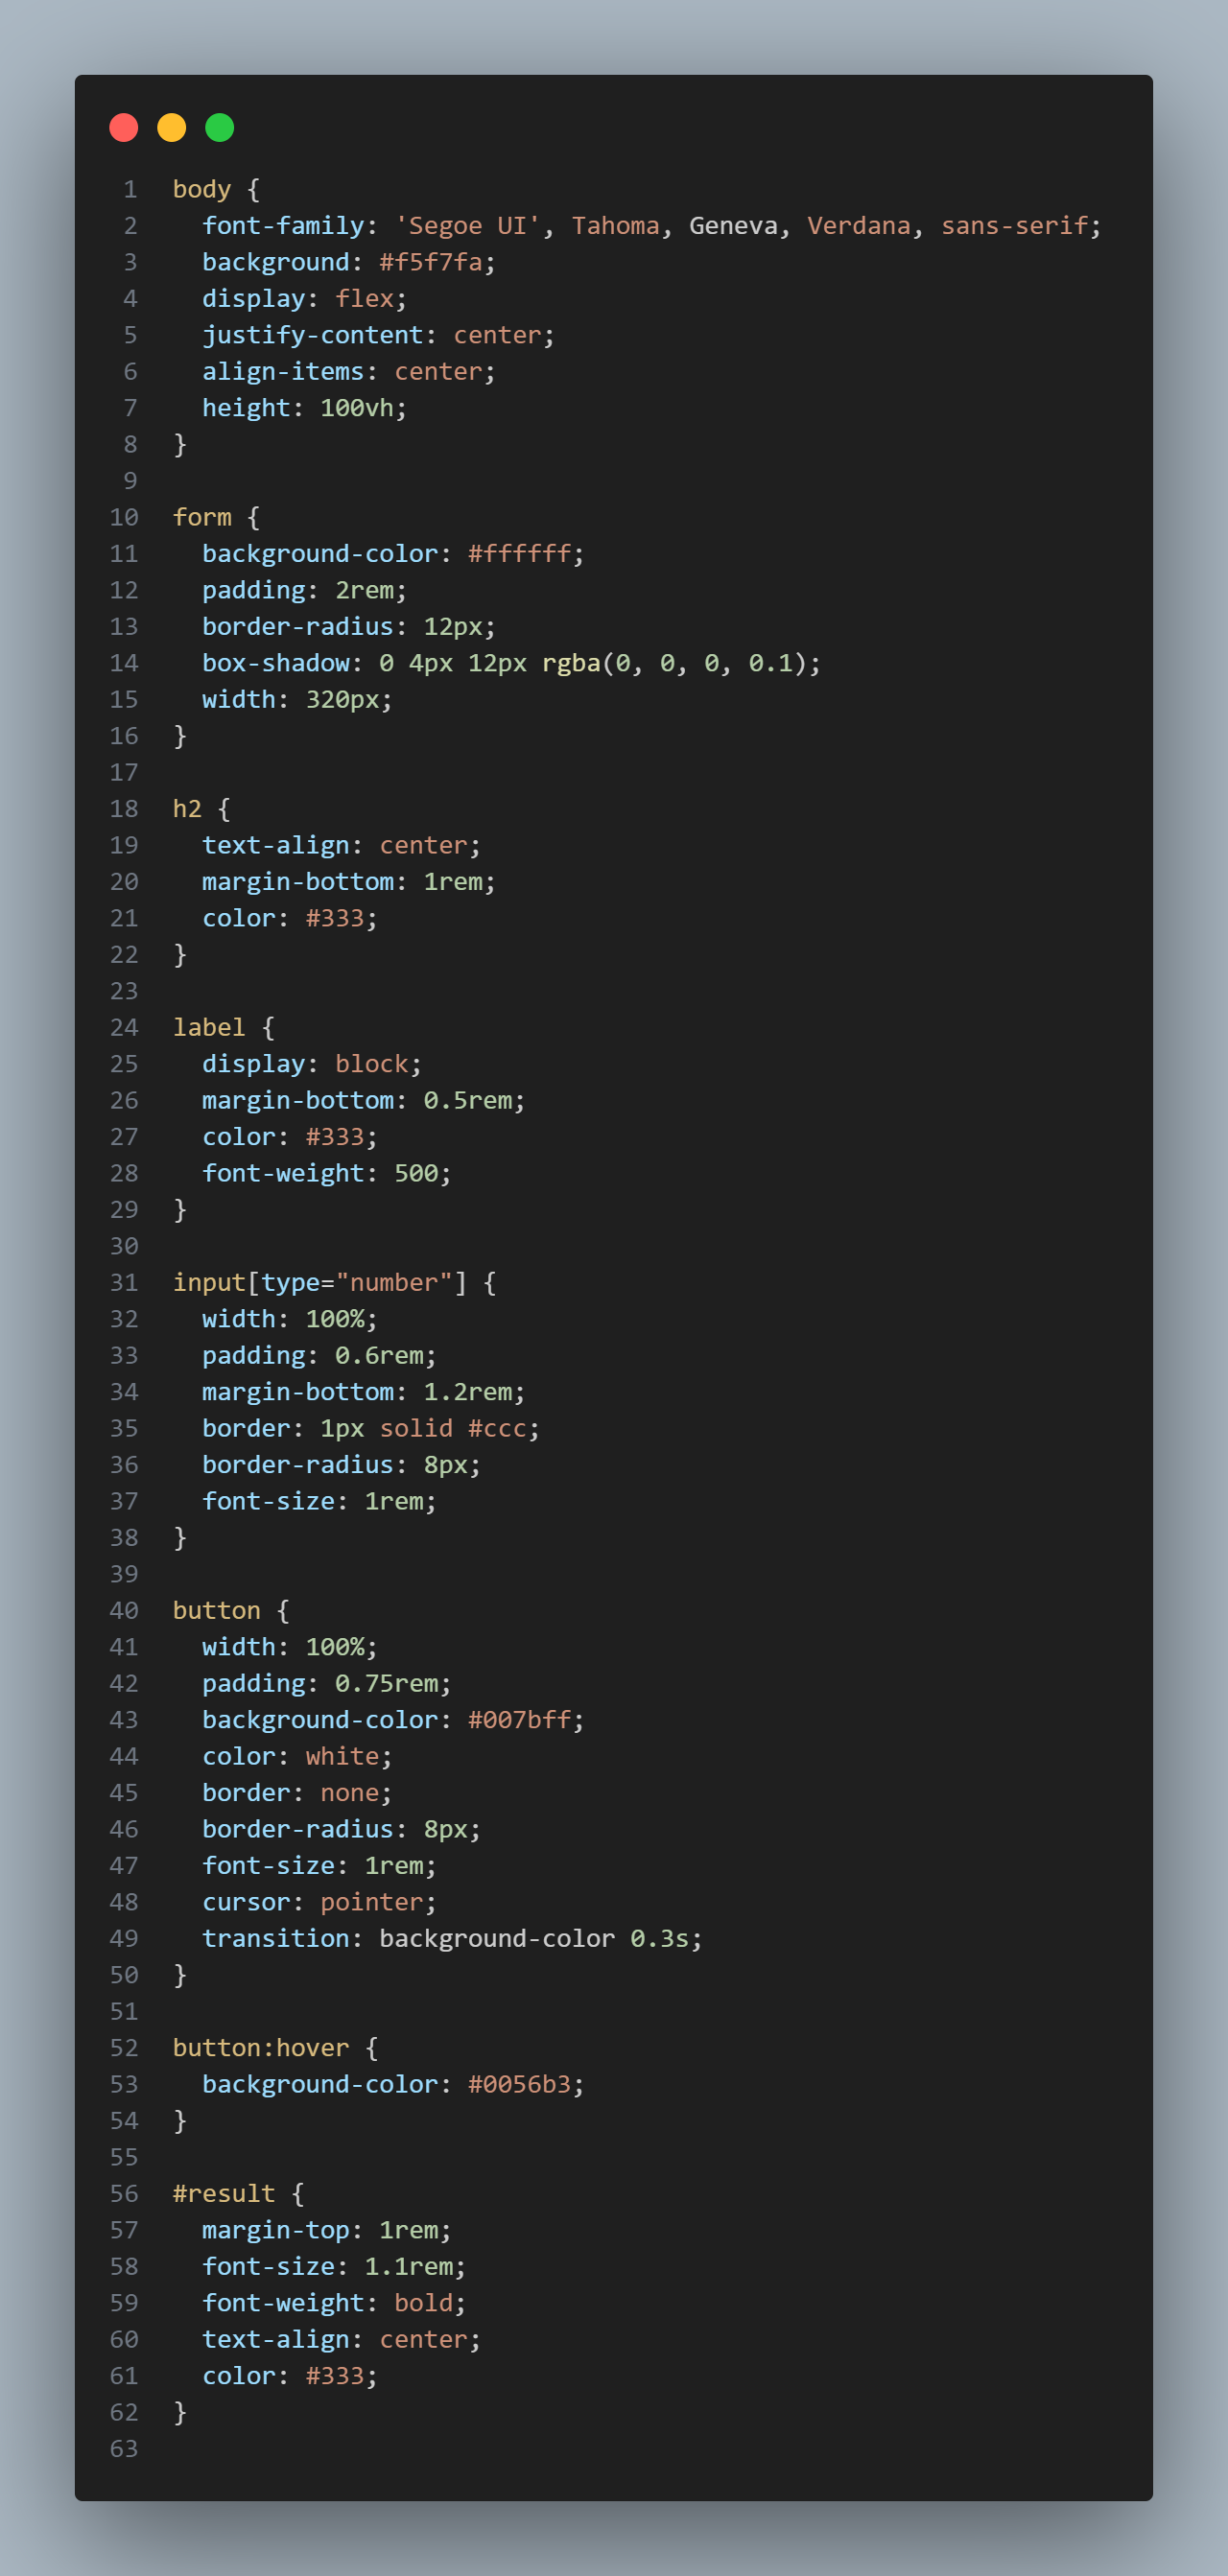 1 body {
2   font-family: 'Segoe UI', Tahoma, Geneva, Verdana, sans-serif;
3   background: #f5f7fa;
4   display: flex;
5   justify-content: center;
6   align-items: center;
7   height: 100vh;
8 }
9
10 form {
11   background-color: #ffffff;
12   padding: 2rem;
13   border-radius: 12px;
14   box-shadow: 0 4px 12px rgba(0, 0, 0, 0.1);
15   width: 320px;
16 }
17
18 h2 {
19   text-align: center;
20   margin-bottom: 1rem;
21   color: #333;
22 }
23
24 label {
25   display: block;
26   margin-bottom: 0.5rem;
27   color: #333;
28   font-weight: 500;
29 }
30
31 input[type="number"] {
32   width: 100%;
33   padding: 0.6rem;
34   margin-bottom: 1.2rem;
35   border: 1px solid #ccc;
36   border-radius: 8px;
37   font-size: 1rem;
38 }
39
40 button {
41   width: 100%;
42   padding: 0.75rem;
43   background-color: #007bff;
44   color: white;
45   border: none;
46   border-radius: 8px;
47   font-size: 1rem;
48   cursor: pointer;
49   transition: background-color 0.3s;
50 }
51
52 button:hover {
53   background-color: #0056b3;
54 }
55
56 #result {
57   margin-top: 1rem;
58   font-size: 1.1rem;
59   font-weight: bold;
60   text-align: center;
61   color: #333;
62 }
63